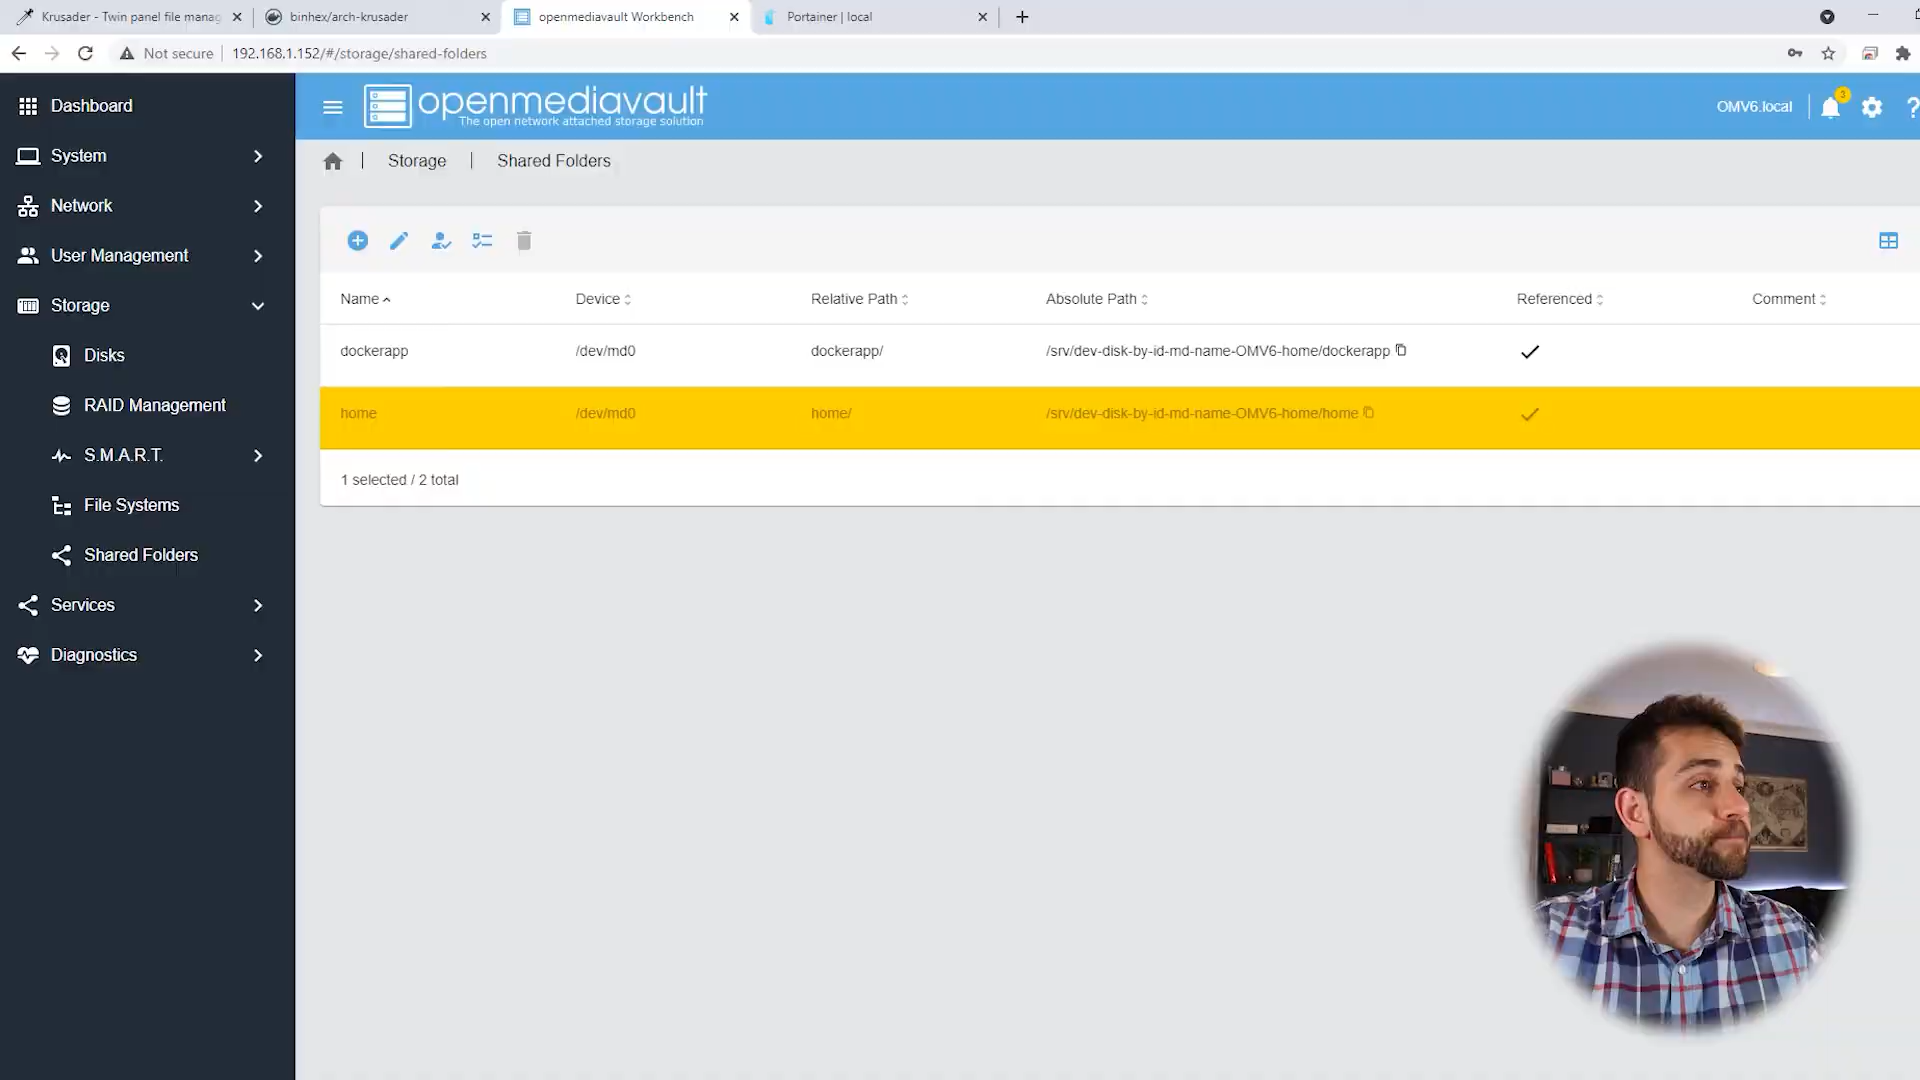 Krusader - Twin panel file manag
binhex/arch-krusader
openmediavault Workbench
Portainer | local
Not secure
192.168.1.152/#/storage/shared-folders
Dashboard
System
Network
User Management
Storage
Disks
RAID Management
S.M.A.R.T.
File Systems
Shared Folders
Services
Diagnostics
openmediavault
The open network attached storage solution
OMV6.local
3
Storage | Shared Folders
Name Device Relative Path Absolute Path Referenced Comment
dockerapp /dev/md0 dockerapp/ /srv/dev-disk-by-id-md-name-OMV6-home/dockerapp
home /dev/md0 home/ /srv/dev-disk-by-id-md-name-OMV6-home/home
1 selected / 2 total